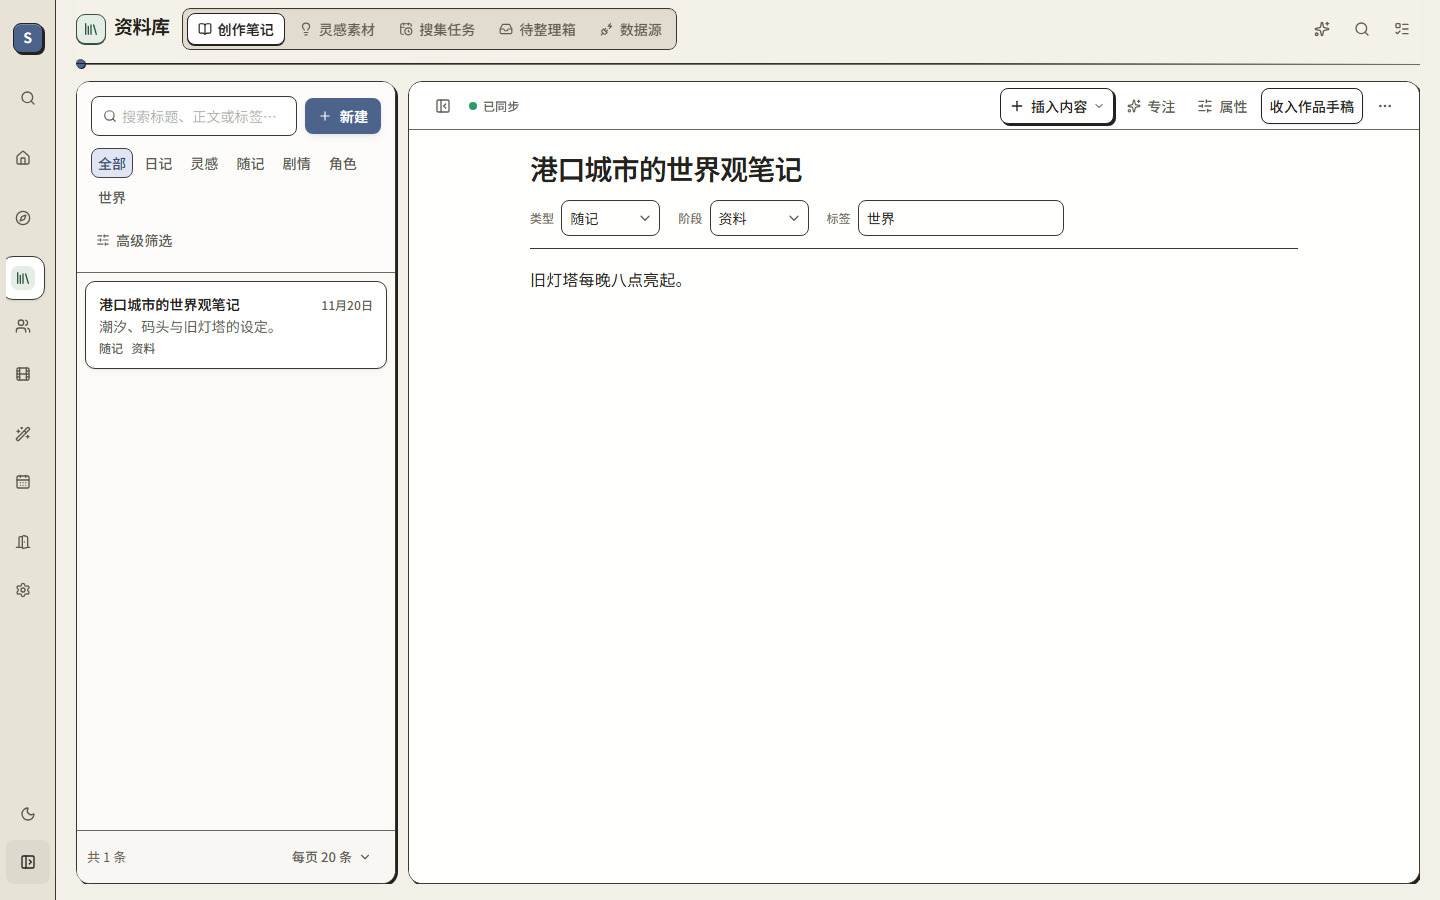 S
资料库
创作笔记
灵感素材
搜集任务
待整理箱
数据源
搜索标题、正文或标签…
新建
全部 日记 灵感 随记 剧情 角色
世界
高级筛选
港口城市的世界观笔记 11月20日
潮汐、码头与旧灯塔的设定。
随记 资料
共 1 条
每页 20 条
已同步
插入内容
专注
属性
收入作品手稿
港口城市的世界观笔记
类型 随记 阶段 资料 标签 世界
旧灯塔每晚八点亮起。